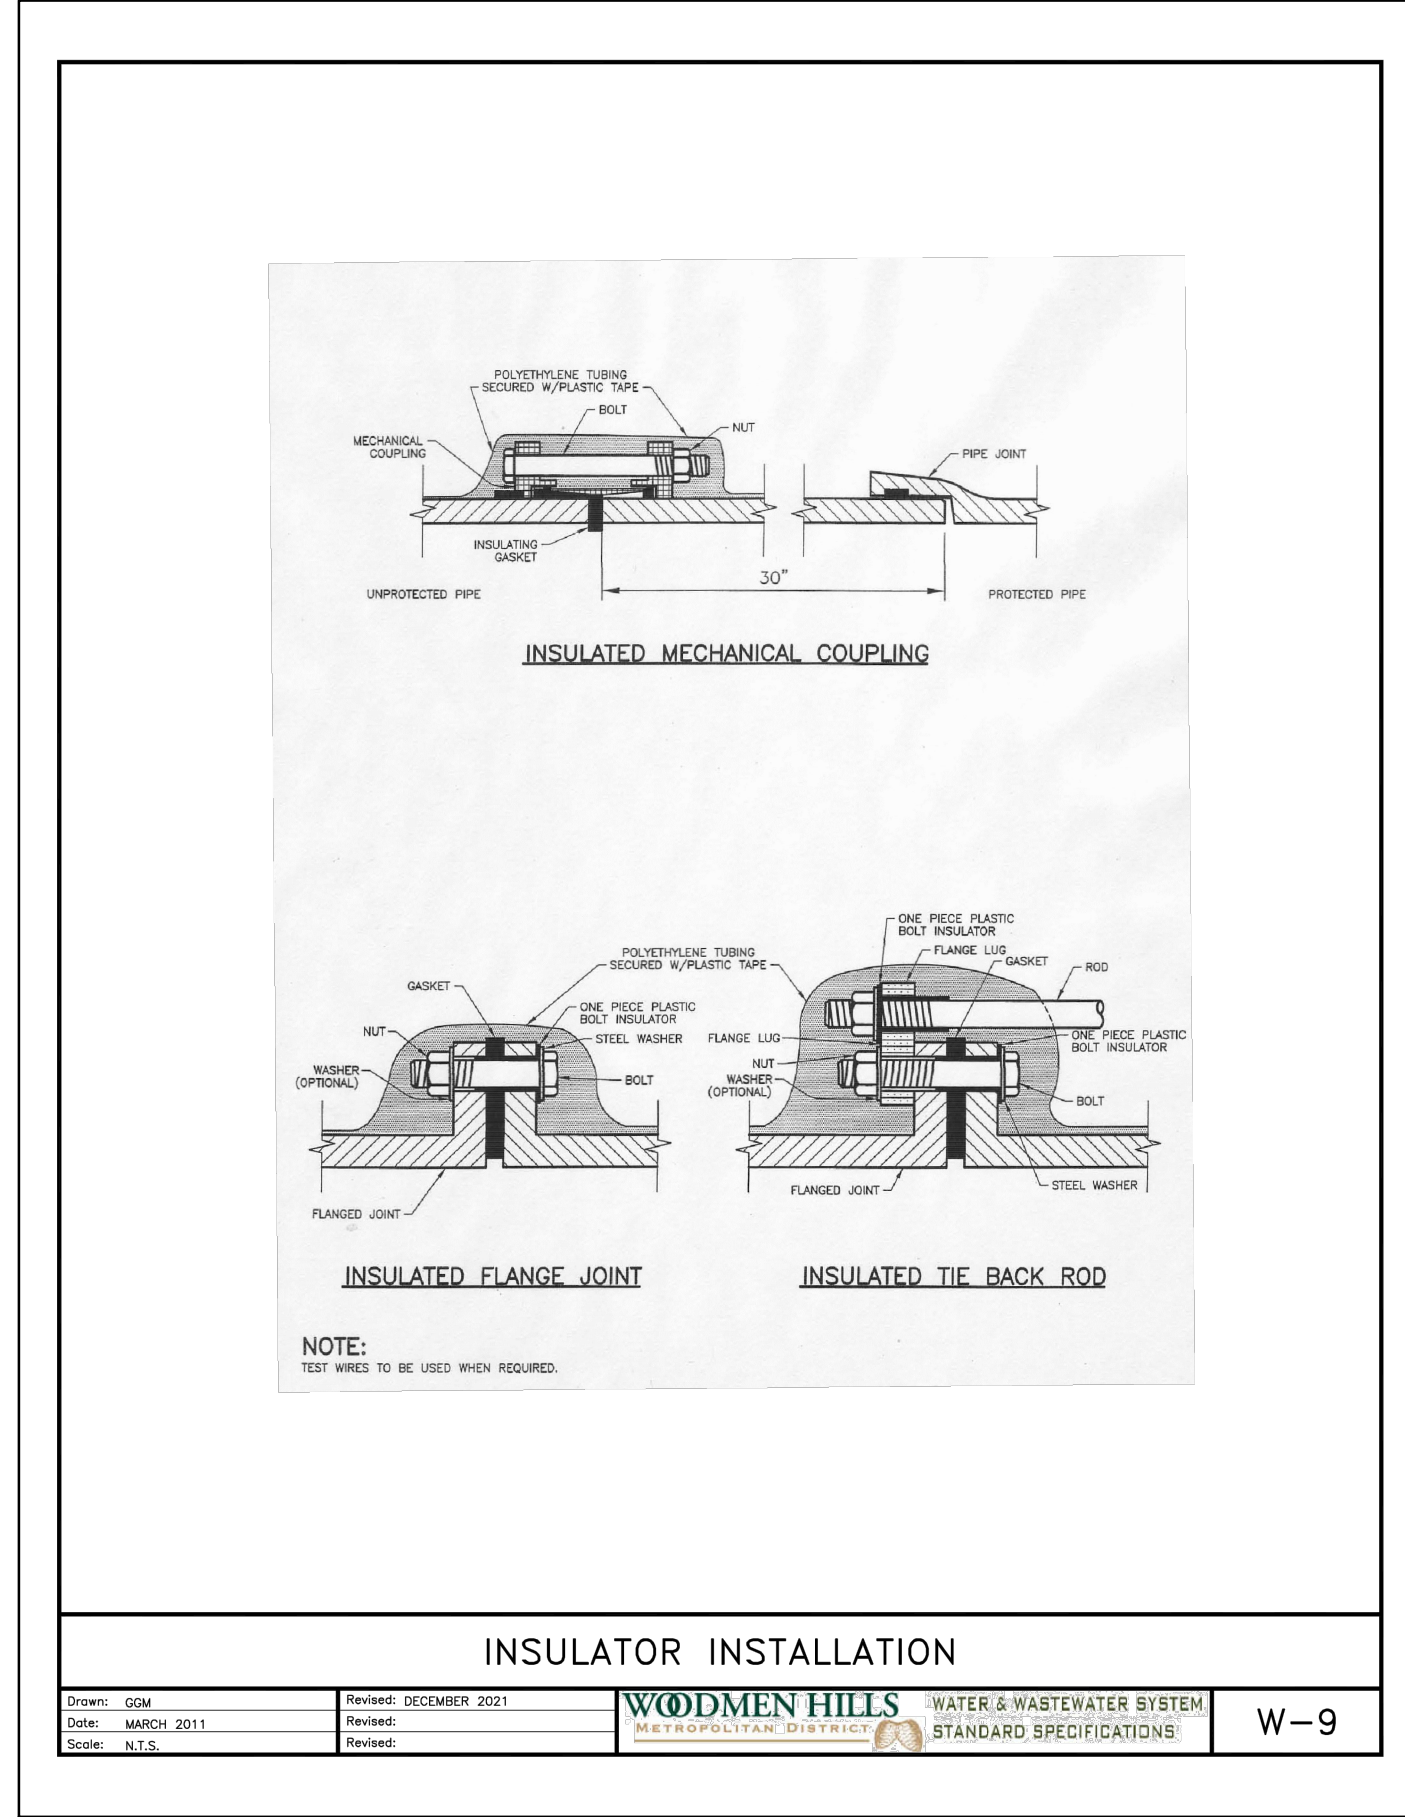 POLYETHYLENE TUBING
SECURED W/PLASTIC TAPE
BOLT
NUT
MECHANICAL
COUPLING
PIPE JOINT
INSULATING
GASKET
30"
UNPROTECTED PIPE
PROTECTED PIPE
INSULATED MECHANICAL COUPLING
ONE PIECE PLASTIC
BOLT INSULATOR
FLANGE LUG
GASKET
ROD
POLYETHYLENE TUBING
SECURED W/PLASTIC TAPE
GASKET
ONE PIECE PLASTIC
BOLT INSULATOR
STEEL WASHER
NUT
WASHER
(OPTIONAL)
BOLT
FLANGED JOINT
FLANGE LUG
NUT
WASHER
(OPTIONAL)
ONE PIECE PLASTIC
BOLT INSULATOR
BOLT
STEEL WASHER
FLANGED JOINT
INSULATED FLANGE JOINT
INSULATED TIE BACK ROD
NOTE:
TEST WIRES TO BE USED WHEN REQUIRED.
INSULATOR INSTALLATION
Drawn: GGM
Date: MARCH 2011
Scale: N.T.S.
Revised: DECEMBER 2021
Revised:
Revised:
WOODMEN HILLS
METROPOLITAN DISTRICT
WATER & WASTEWATER SYSTEM
STANDARD SPECIFICATIONS
W-9